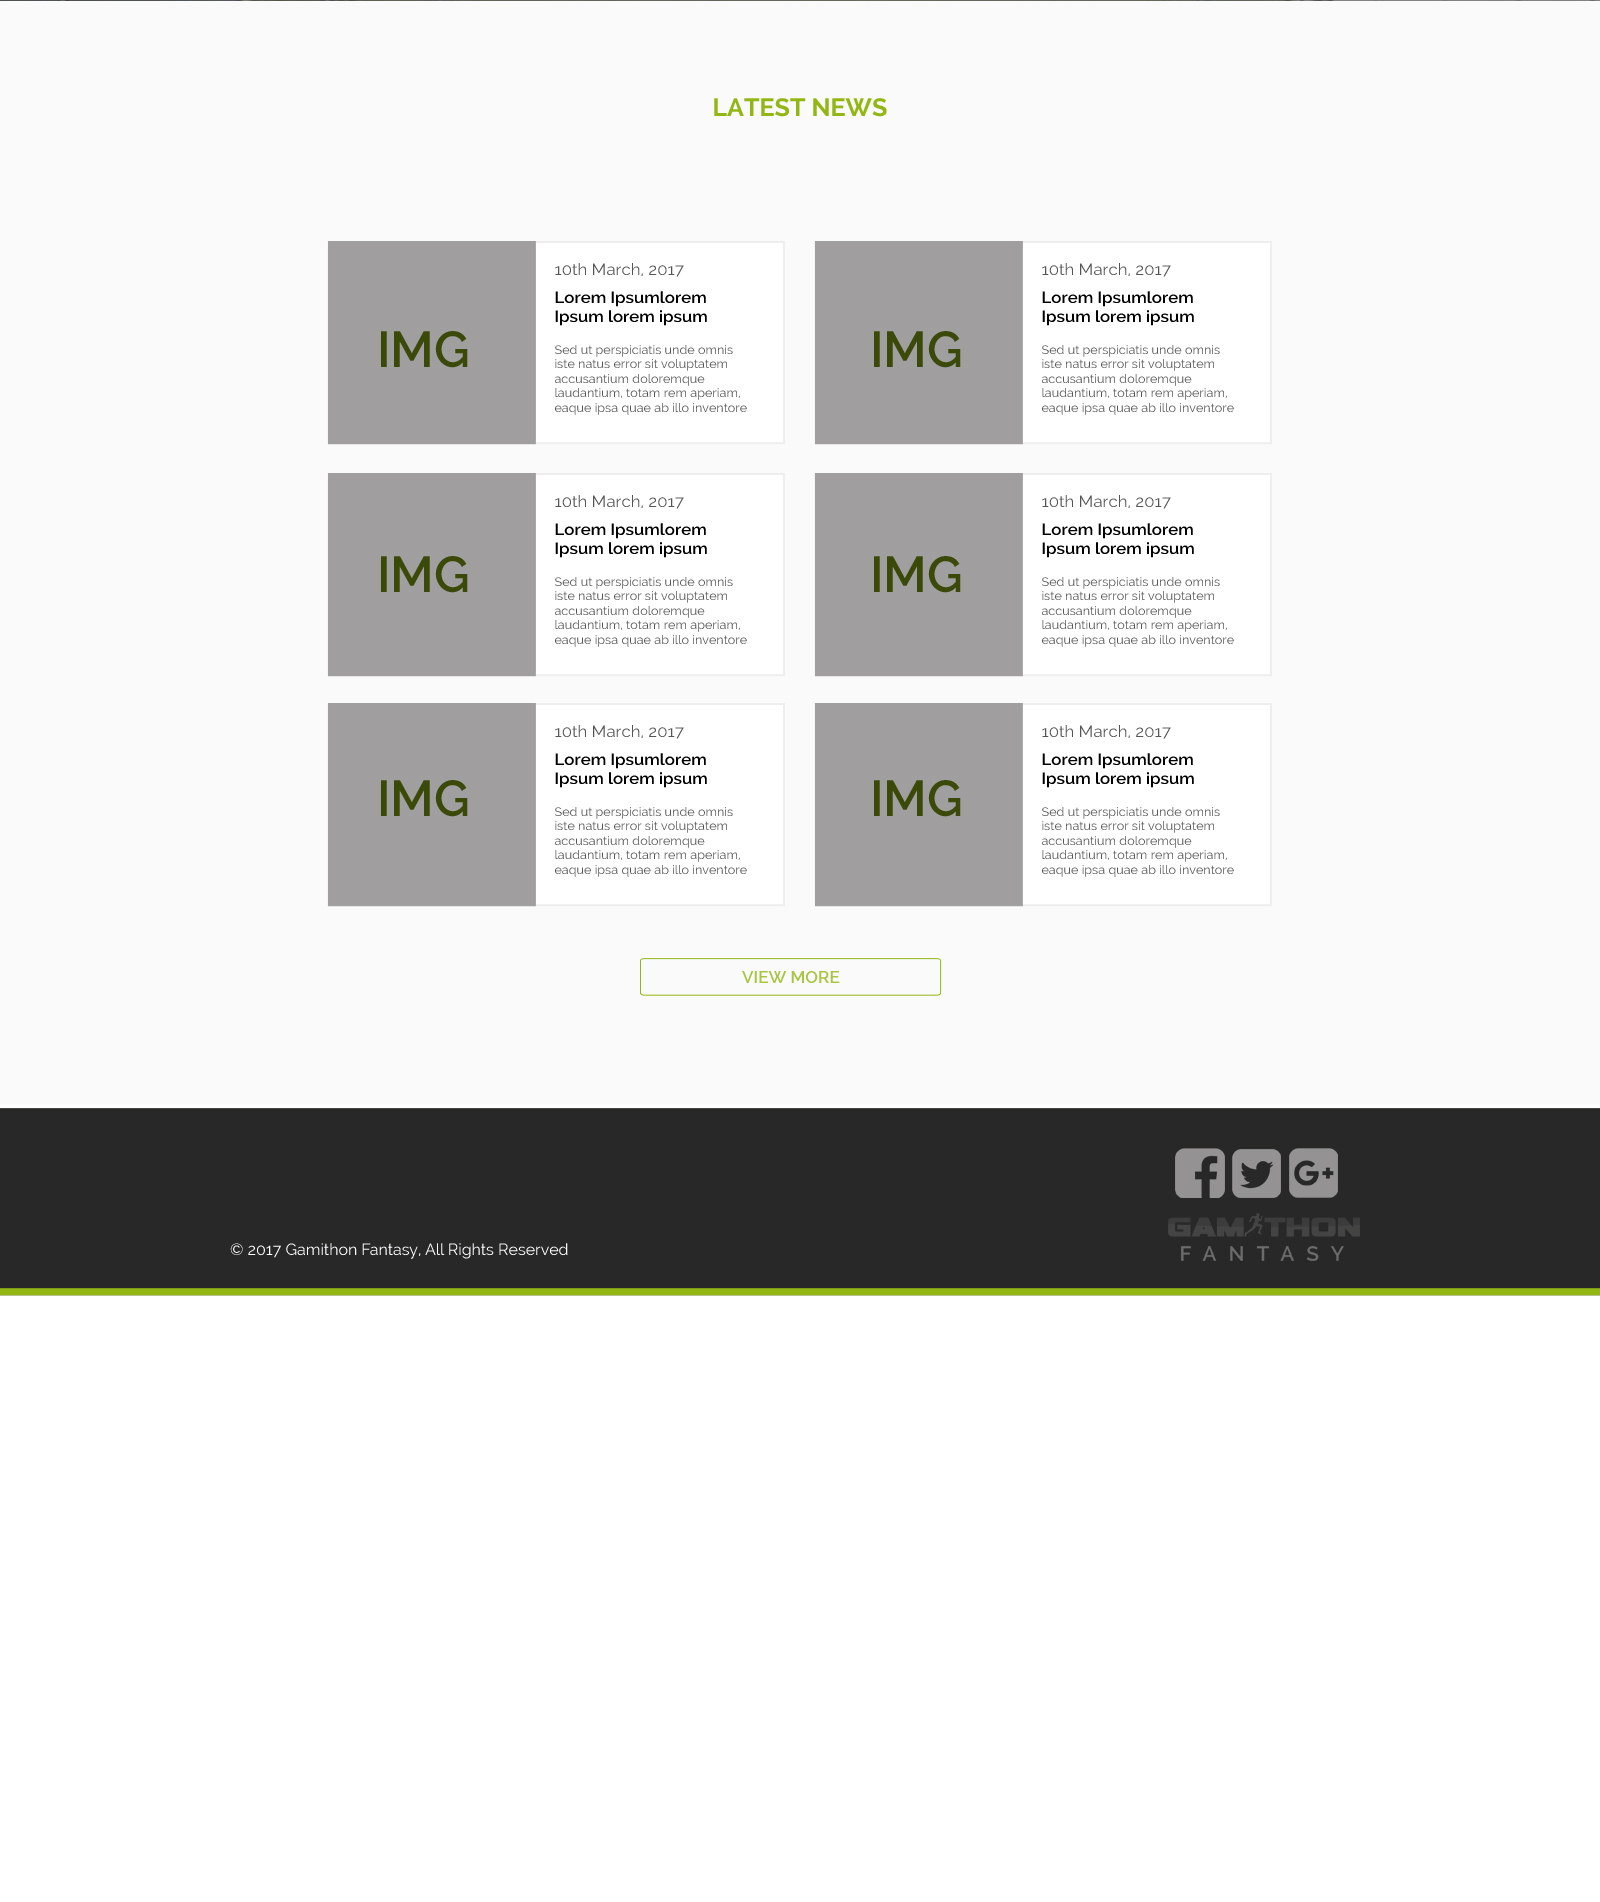 LATEST NEWS
IMG
10th March, 2017
Lorem Ipsumlorem
Ipsum lorem ipsum
Sed ut perspiciatis unde omnis
iste natus error sit voluptatem
accusantium doloremque
laudantium, totam rem aperiam,
eaque ipsa quae ab illo inventore
IMG
10th March, 2017
Lorem Ipsumlorem
Ipsum lorem ipsum
Sed ut perspiciatis unde omnis
iste natus error sit voluptatem
accusantium doloremque
laudantium, totam rem aperiam,
eaque ipsa quae ab illo inventore
IMG
10th March, 2017
Lorem Ipsumlorem
Ipsum lorem ipsum
Sed ut perspiciatis unde omnis
iste natus error sit voluptatem
accusantium doloremque
laudantium, totam rem aperiam,
eaque ipsa quae ab illo inventore
IMG
10th March, 2017
Lorem Ipsumlorem
Ipsum lorem ipsum
Sed ut perspiciatis unde omnis
iste natus error sit voluptatem
accusantium doloremque
laudantium, totam rem aperiam,
eaque ipsa quae ab illo inventore
IMG
10th March, 2017
Lorem Ipsumlorem
Ipsum lorem ipsum
Sed ut perspiciatis unde omnis
iste natus error sit voluptatem
accusantium doloremque
laudantium, totam rem aperiam,
eaque ipsa quae ab illo inventore
IMG
10th March, 2017
Lorem Ipsumlorem
Ipsum lorem ipsum
Sed ut perspiciatis unde omnis
iste natus error sit voluptatem
accusantium doloremque
laudantium, totam rem aperiam,
eaque ipsa quae ab illo inventore
VIEW MORE
© 2017 Gamithon Fantasy, All Rights Reserved
GAMITHON
FANTASY